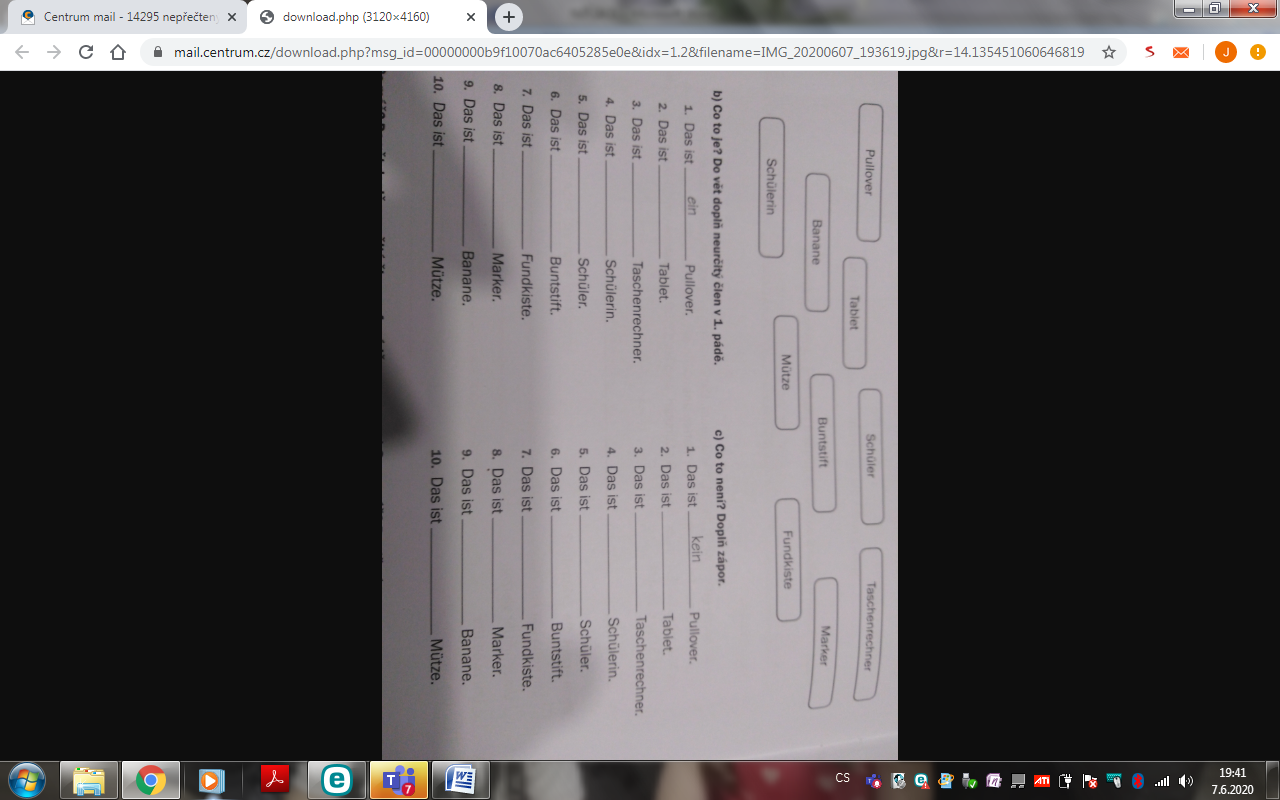 Centrum mail - 14295 nepřečteny
download.php (3120×4160)
mail.centrum.cz/download.php?msg_id=00000000b9f10070ac6405285e0e&idx=1.2&filename=IMG_20200607_193619.jpg&r=14.135451060646819
J
Pullover
Tablet
Schüler
Taschenrechner
Banane
Buntstift
Marker
Schülerin
Mütze
Fundkiste
b) Co to je? Do vět doplň neurčitý člen v 1. pádě.
1. Das ist ein Pullover.
2. Das ist Tablet.
3. Das ist Taschenrechner.
4. Das ist Schülerin.
5. Das ist Schüler.
6. Das ist Buntstift.
7. Das ist Fundkiste.
8. Das ist Marker.
9. Das ist Banane.
10. Das ist Mütze.
c) Co to není? Doplň zápor.
1. Das ist kein Pullover.
2. Das ist Tablet.
3. Das ist Taschenrechner.
4. Das ist Schülerin.
5. Das ist Schüler.
6. Das ist Buntstift.
7. Das ist Fundkiste.
8. Das ist Marker.
9. Das ist Banane.
10. Das ist Mütze.
CS
ATI
19:41
7.6.2020